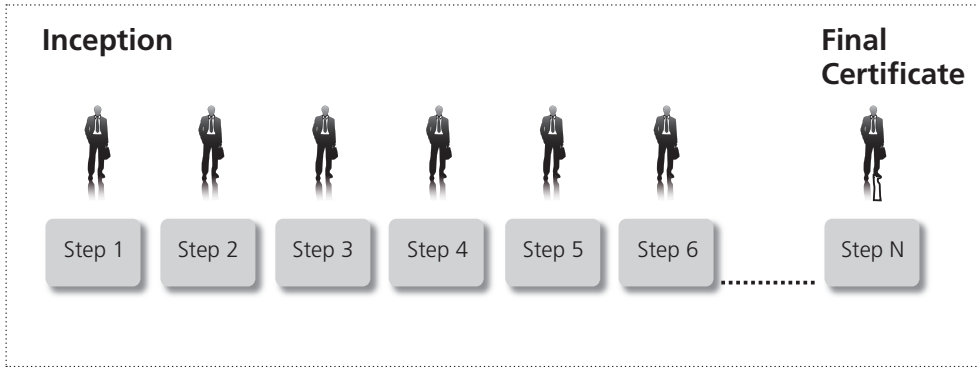 Inception
Final
Certificate
Step 1
Step 2
Step 3
Step 4
Step 5
Step 6
Step N